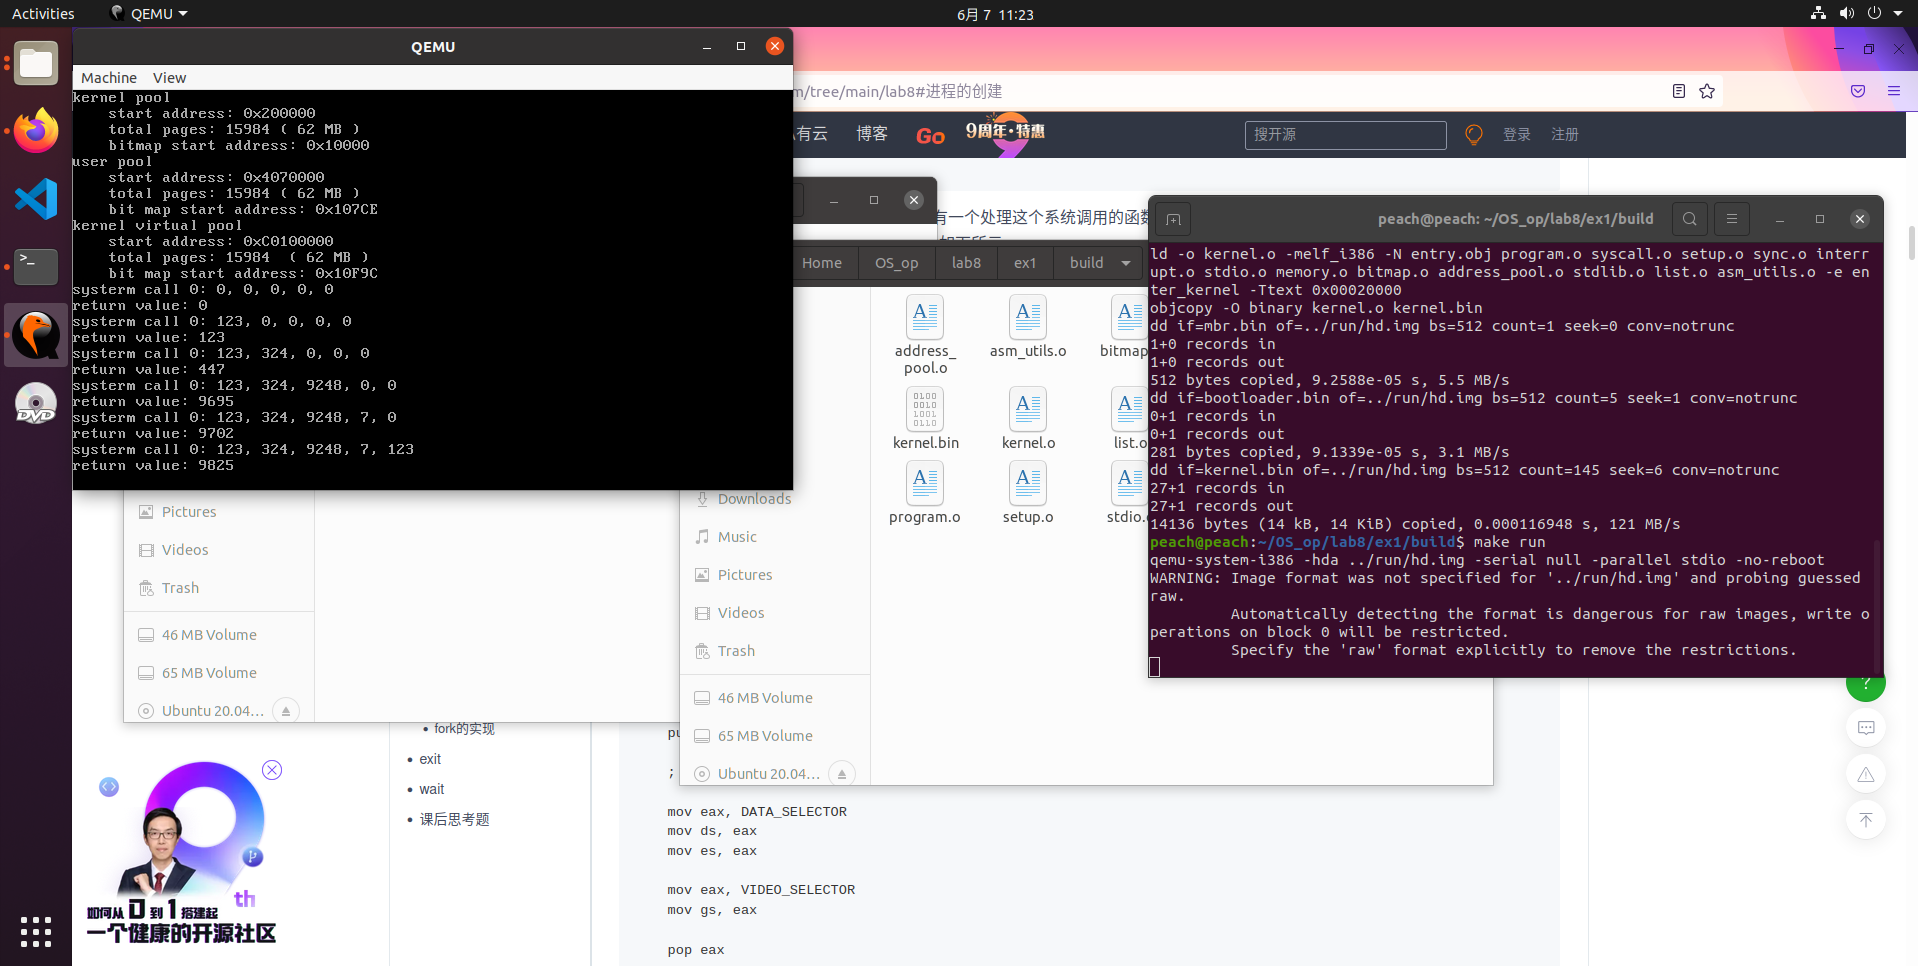 Activities
QEMU
6月 7 11:23
QEMU
Machine View
kernel pool
start address: 0x200000
total pages: 15984 ( 62 MB )
bitmap start address: 0x10000
user pool
start address: 0x4070000
total pages: 15984 ( 62 MB )
bit map start address: 0x107CE
kernel virtual pool
start address: 0xC0100000
total pages: 15984  ( 62 MB )
bit map start address: 0x10F9C
systerm call 0: 0, 0, 0, 0, 0
return value: 0
systerm call 0: 123, 0, 0, 0, 0
return value: 123
systerm call 0: 123, 324, 0, 0, 0
return value: 447
systerm call 0: 123, 324, 9248, 0, 0
return value: 9695
systerm call 0: 123, 324, 9248, 7, 0
return value: 9702
systerm call 0: 123, 324, 9248, 7, 123
return value: 9825
m/tree/main/lab8#进程的创建
有云 博客 Go 9周年·特惠 搜开源 登录 注册
有一个处理这个系统调用的函数
Home OS_op lab8 ex1 build
address_
pool.o
asm_utils.o
bitmap
kernel.bin
kernel.o
list.o
program.o
setup.o
stdio.
peach@peach: ~/OS_op/lab8/ex1/build
ld -o kernel.o -melf_i386 -N entry.obj program.o syscall.o setup.o sync.o interr
upt.o stdio.o memory.o bitmap.o address_pool.o stdlib.o list.o asm_utils.o -e en
ter_kernel -Ttext 0x00020000
objcopy -O binary kernel.o kernel.bin
dd if=mbr.bin of=../run/hd.img bs=512 count=1 seek=0 conv=notrunc
1+0 records in
1+0 records out
512 bytes copied, 9.2588e-05 s, 5.5 MB/s
dd if=bootloader.bin of=../run/hd.img bs=512 count=5 seek=1 conv=notrunc
0+1 records in
0+1 records out
281 bytes copied, 9.1339e-05 s, 3.1 MB/s
dd if=kernel.bin of=../run/hd.img bs=512 count=145 seek=6 conv=notrunc
27+1 records in
27+1 records out
14136 bytes (14 kB, 14 KiB) copied, 0.000116948 s, 121 MB/s
peach@peach:~/OS_op/lab8/ex1/build$ make run
qemu-system-i386 -hda ../run/hd.img -serial null -parallel stdio -no-reboot
WARNING: Image format was not specified for '../run/hd.img' and probing guessed
raw.
Automatically detecting the format is dangerous for raw images, write o
perations on block 0 will be restricted.
Specify the 'raw' format explicitly to remove the restrictions.
Pictures
Videos
Trash
46 MB Volume
65 MB Volume
Ubuntu 20.04…
Downloads
Music
Pictures
Videos
Trash
46 MB Volume
65 MB Volume
Ubuntu 20.04…
DVD
fork的实现
exit
wait
课后思考题
th
如何从 0 到 1 搭建起
一个健康的开源社区
pu
;
mov eax, DATA_SELECTOR
mov ds, eax
mov es, eax
mov eax, VIDEO_SELECTOR
mov gs, eax
pop eax
?